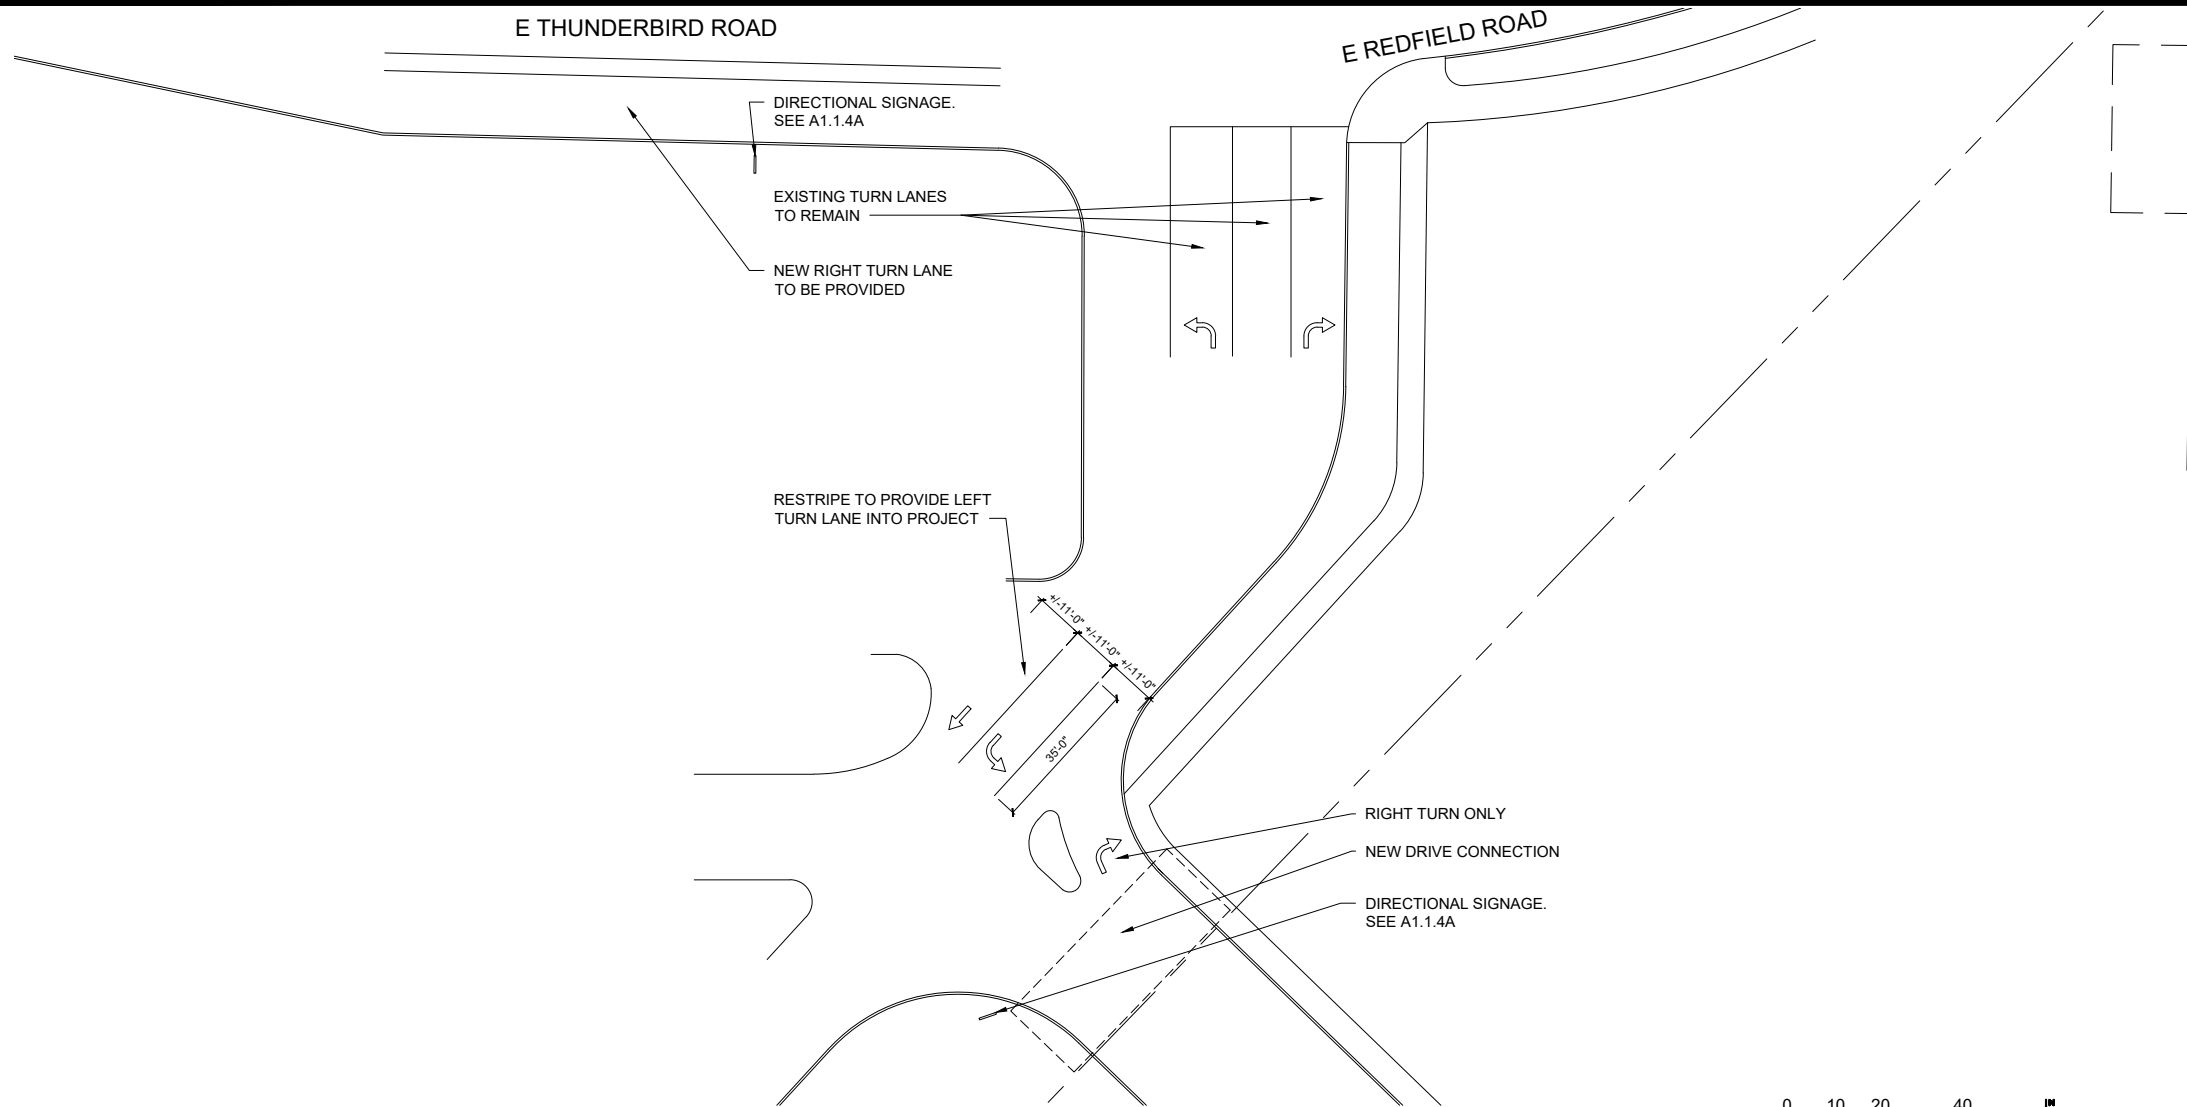 E THUNDERBIRD ROAD
E REDFIELD ROAD
DIRECTIONAL SIGNAGE.
SEE A1.1.4A
EXISTING TURN LANES
TO REMAIN
NEW RIGHT TURN LANE
TO BE PROVIDED
RESTRIPE TO PROVIDE LEFT
TURN LANE INTO PROJECT
+/-11'-0"
+/-11'-0"
+/-11'-0"
35'-0"
RIGHT TURN ONLY
NEW DRIVE CONNECTION
DIRECTIONAL SIGNAGE.
SEE A1.1.4A
0 10 20 40